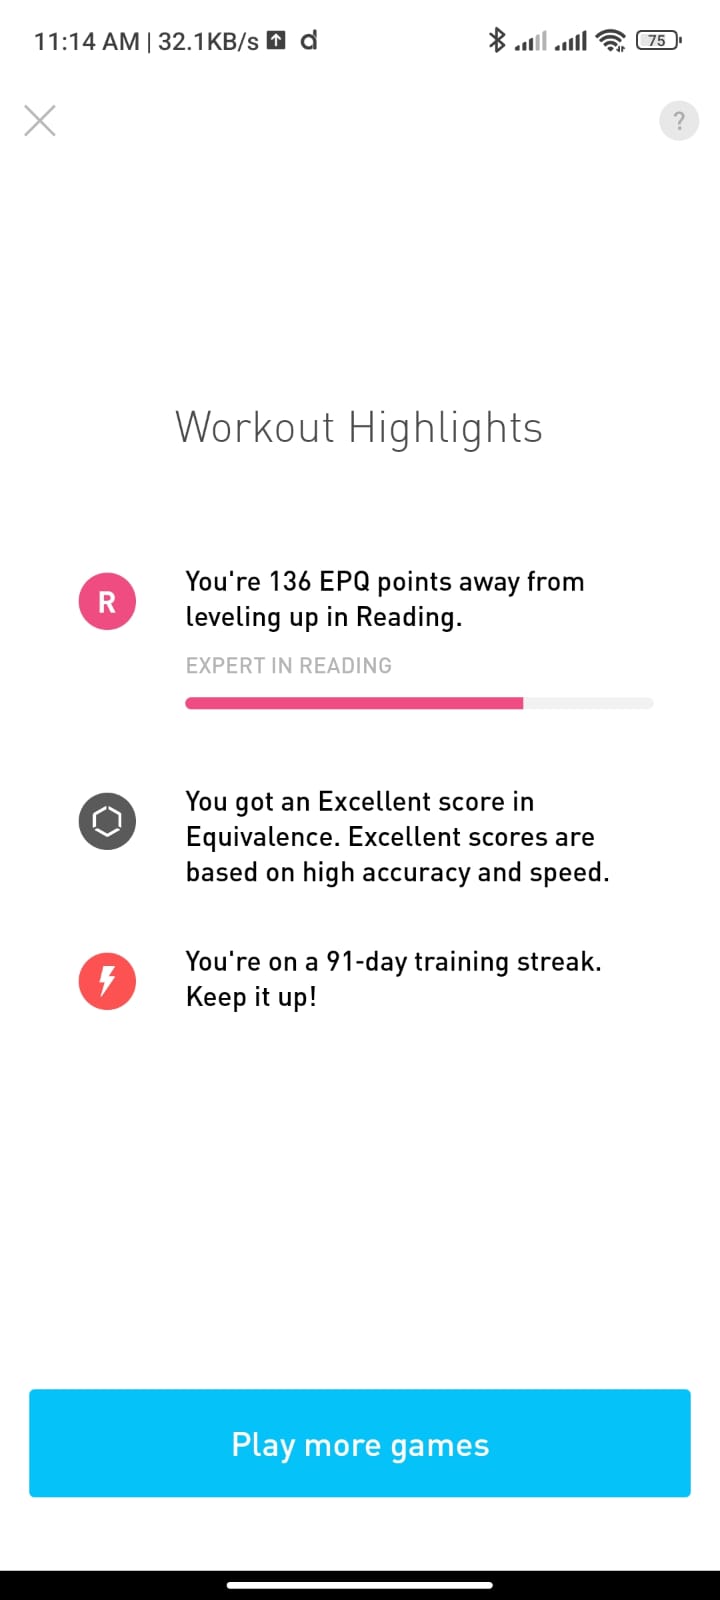 11:14 AM | 32.1KB/s d 75
?
Workout Highlights
R
You're 136 EPQ points away from
leveling up in Reading.
EXPERT IN READING
You got an Excellent score in
Equivalence. Excellent scores are
based on high accuracy and speed.
You're on a 91-day training streak.
Keep it up!
Play more games